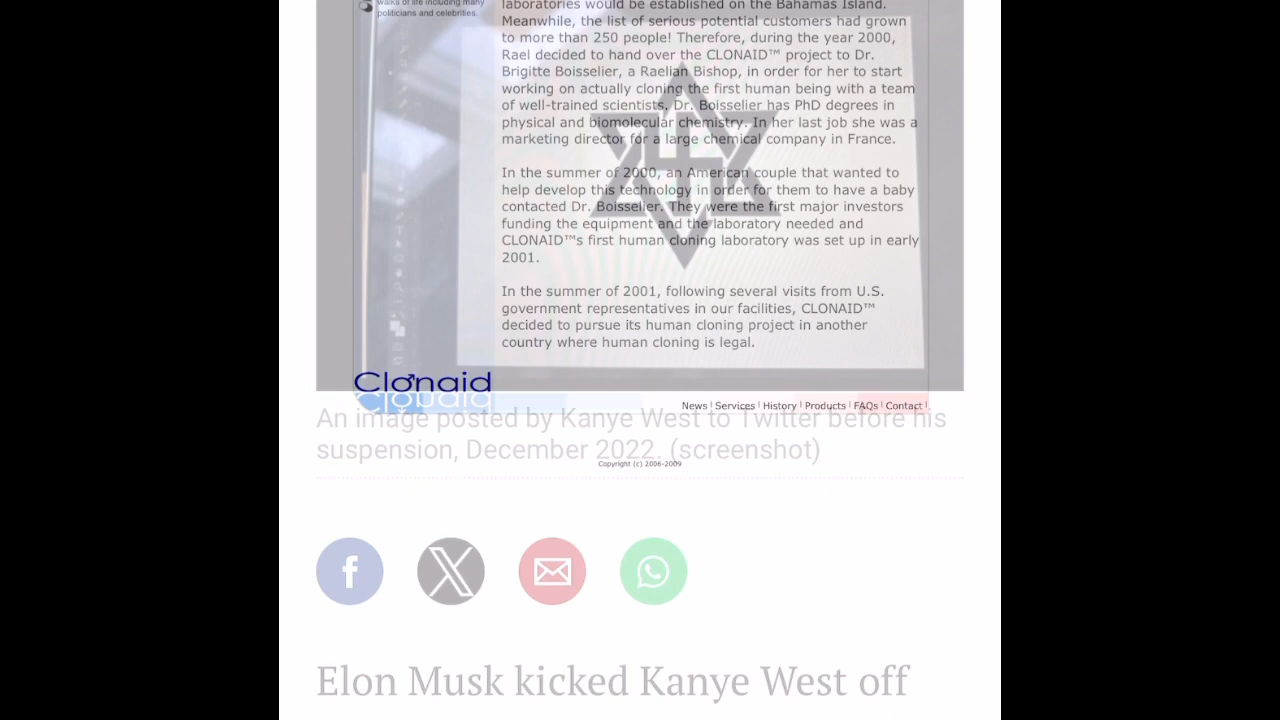 walks of life including many
politicians and celebrities.
laboratories would be established on the Bahamas Island.
Meanwhile, the list of serious potential customers had grown
to more than 250 people! Therefore, during the year 2000,
Rael decided to hand over the CLONAID™ project to Dr.
Brigitte Boisselier, a Raelian Bishop, in order for her to start
working on actually cloning the first human being with a team
of well-trained scientists. Dr. Boisselier has PhD degrees in
physical and biomolecular chemistry. In her last job she was a
marketing director for a large chemical company in France.
In the summer of 2000, an American couple that wanted to
help develop this technology in order for them to have a baby
contacted Dr. Boisselier. They were the first major investors
funding the equipment and the laboratory needed and
CLONAID™s first human cloning laboratory was set up in early
2001.
In the summer of 2001, following several visits from U.S.
government representatives in our facilities, CLONAID™
decided to pursue its human cloning project in another
country where human cloning is legal.
Clonaid
News | Services | History | Products | FAQs | Contact |
An image posted by Kanye West to Twitter before his
suspension, December 2022. (screenshot)
Copyright (c) 2006-2009
Elon Musk kicked Kanye West off